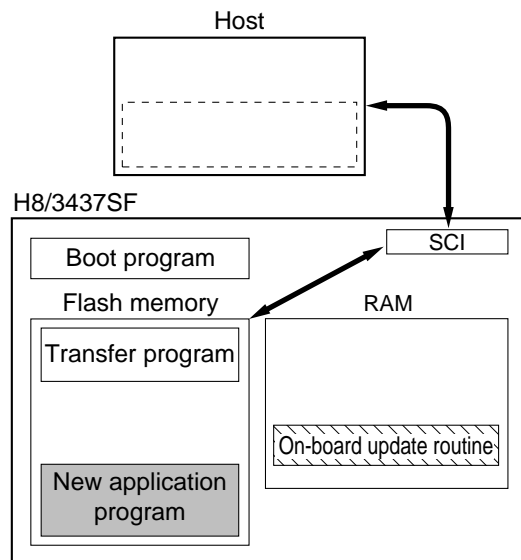 Host
H8/3437SF
SCI
Boot program
Flash memory
RAM
Transfer program
On-board update routine
New application
program